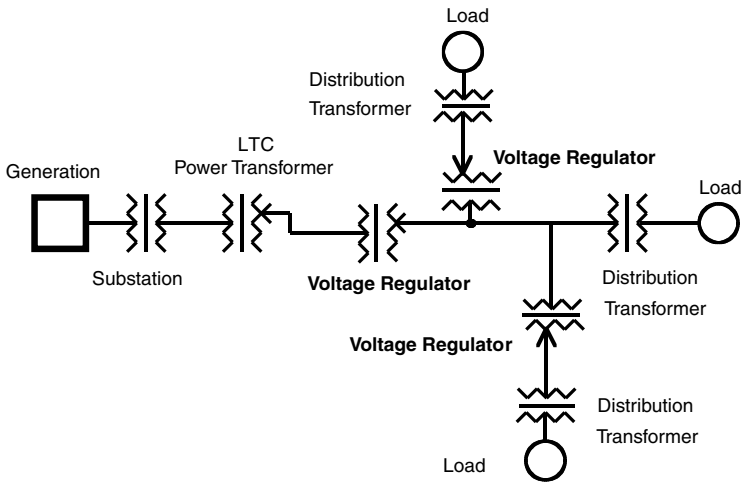 Load
Distribution
Transformer
LTC
Power Transformer
Voltage Regulator
Generation
Load
Substation
Voltage Regulator
Distribution
Transformer
Voltage Regulator
Distribution
Transformer
Load